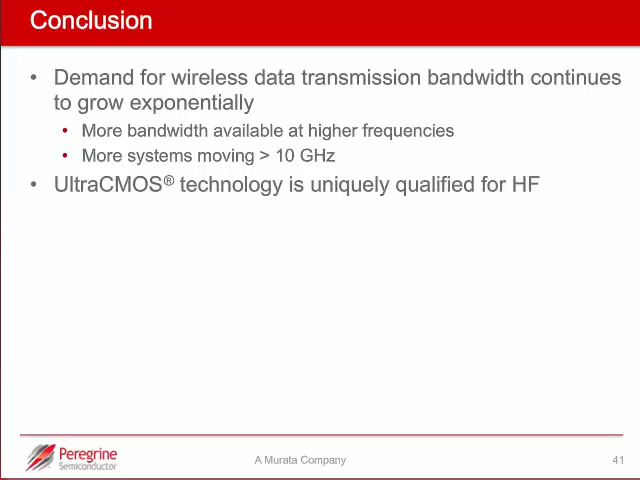 Conclusion
• Demand for wireless data transmission bandwidth continues
to grow exponentially
• More bandwidth available at higher frequencies
• More systems moving > 10 GHz
• UltraCMOS® technology is uniquely qualified for HF
Peregrine
Semiconductor
A Murata Company
41